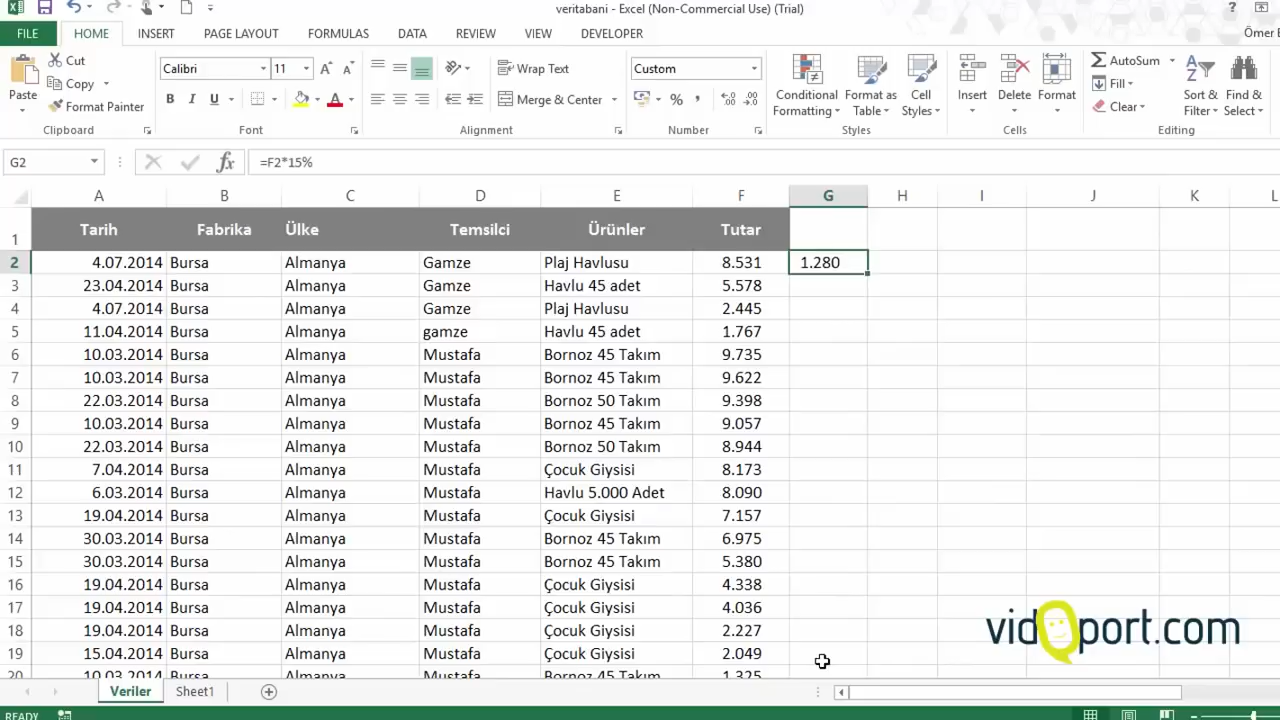 veritabani - Excel (Non-Commercial Use) (Trial)
FILE HOME INSERT PAGE LAYOUT FORMULAS DATA REVIEW VIEW DEVELOPER Ömer
Paste Cut Copy Format Painter
Clipboard
Calibri 11
B I U
Font
Wrap Text
Merge & Center
Alignment
Custom
%
Number
Conditional Formatting Format as Table Cell Styles
Styles
Insert Delete Format
Cells
AutoSum
Fill
Clear
Sort & Filter Find & Select
Editing
G2 fx =F2*15%
A B C D E F G H I J K L
1 Tarih Fabrika Ülke Temsilci Ürünler Tutar
2 4.07.2014 Bursa Almanya Gamze Plaj Havlusu 8.531 1.280
3 23.04.2014 Bursa Almanya Gamze Havlu 45 adet 5.578
4 4.07.2014 Bursa Almanya Gamze Plaj Havlusu 2.445
5 11.04.2014 Bursa Almanya gamze Havlu 45 adet 1.767
6 10.03.2014 Bursa Almanya Mustafa Bornoz 45 Takım 9.735
7 10.03.2014 Bursa Almanya Mustafa Bornoz 45 Takım 9.622
8 22.03.2014 Bursa Almanya Mustafa Bornoz 50 Takım 9.398
9 10.03.2014 Bursa Almanya Mustafa Bornoz 45 Takım 9.057
10 22.03.2014 Bursa Almanya Mustafa Bornoz 50 Takım 8.944
11 7.04.2014 Bursa Almanya Mustafa Çocuk Giysisi 8.173
12 6.03.2014 Bursa Almanya Mustafa Havlu 5.000 Adet 8.090
13 19.04.2014 Bursa Almanya Mustafa Çocuk Giysisi 7.157
14 30.03.2014 Bursa Almanya Mustafa Bornoz 45 Takım 6.975
15 30.03.2014 Bursa Almanya Mustafa Bornoz 45 Takım 5.380
16 19.04.2014 Bursa Almanya Mustafa Çocuk Giysisi 4.338
17 19.04.2014 Bursa Almanya Mustafa Çocuk Giysisi 4.036
18 19.04.2014 Bursa Almanya Mustafa Çocuk Giysisi 2.227
19 15.04.2014 Bursa Almanya Mustafa Çocuk Giysisi 2.049
20 10.03.2014 Bursa Almanya Mustafa Bornoz 45 Takım 1.325
vidoport.com
Veriler Sheet1
READY